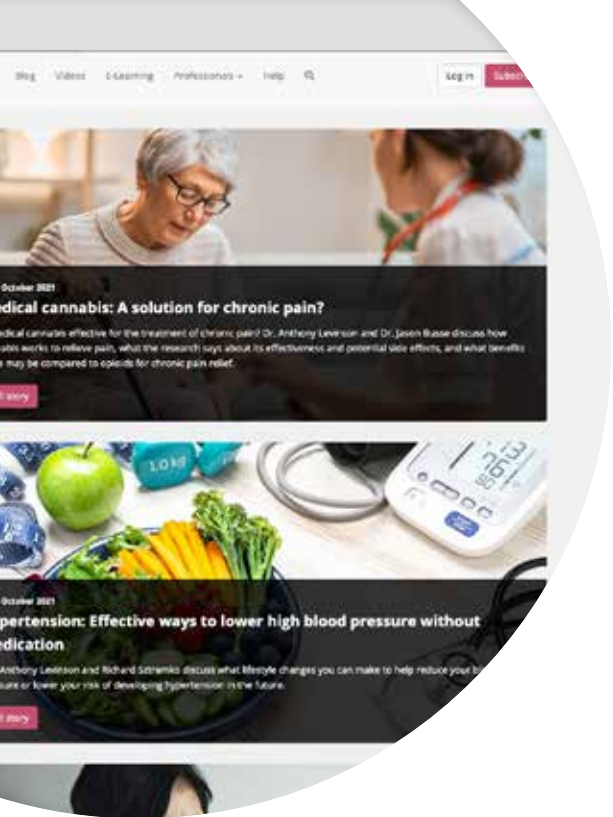 Blog Videos E-Learning Professionals Help Log in
October 2021
edical cannabis: A solution for chronic pain?
edical cannabis effective for the treatment of chronic pain? Dr. Anthony Levinson and Dr. Jason Busse discuss how
abis works to relieve pain, what the research says about its effectiveness and potential side effects, and what benefits
e may be compared to opioids for chronic pain relief.
story
1.0 kg
October 2021
pertension: Effective ways to lower high blood pressure without
edication
Anthony Levinson and Richard Sztramko discuss what lifestyle changes you can make to help reduce your
sure or lower your risk of developing hypertension in the future.
story